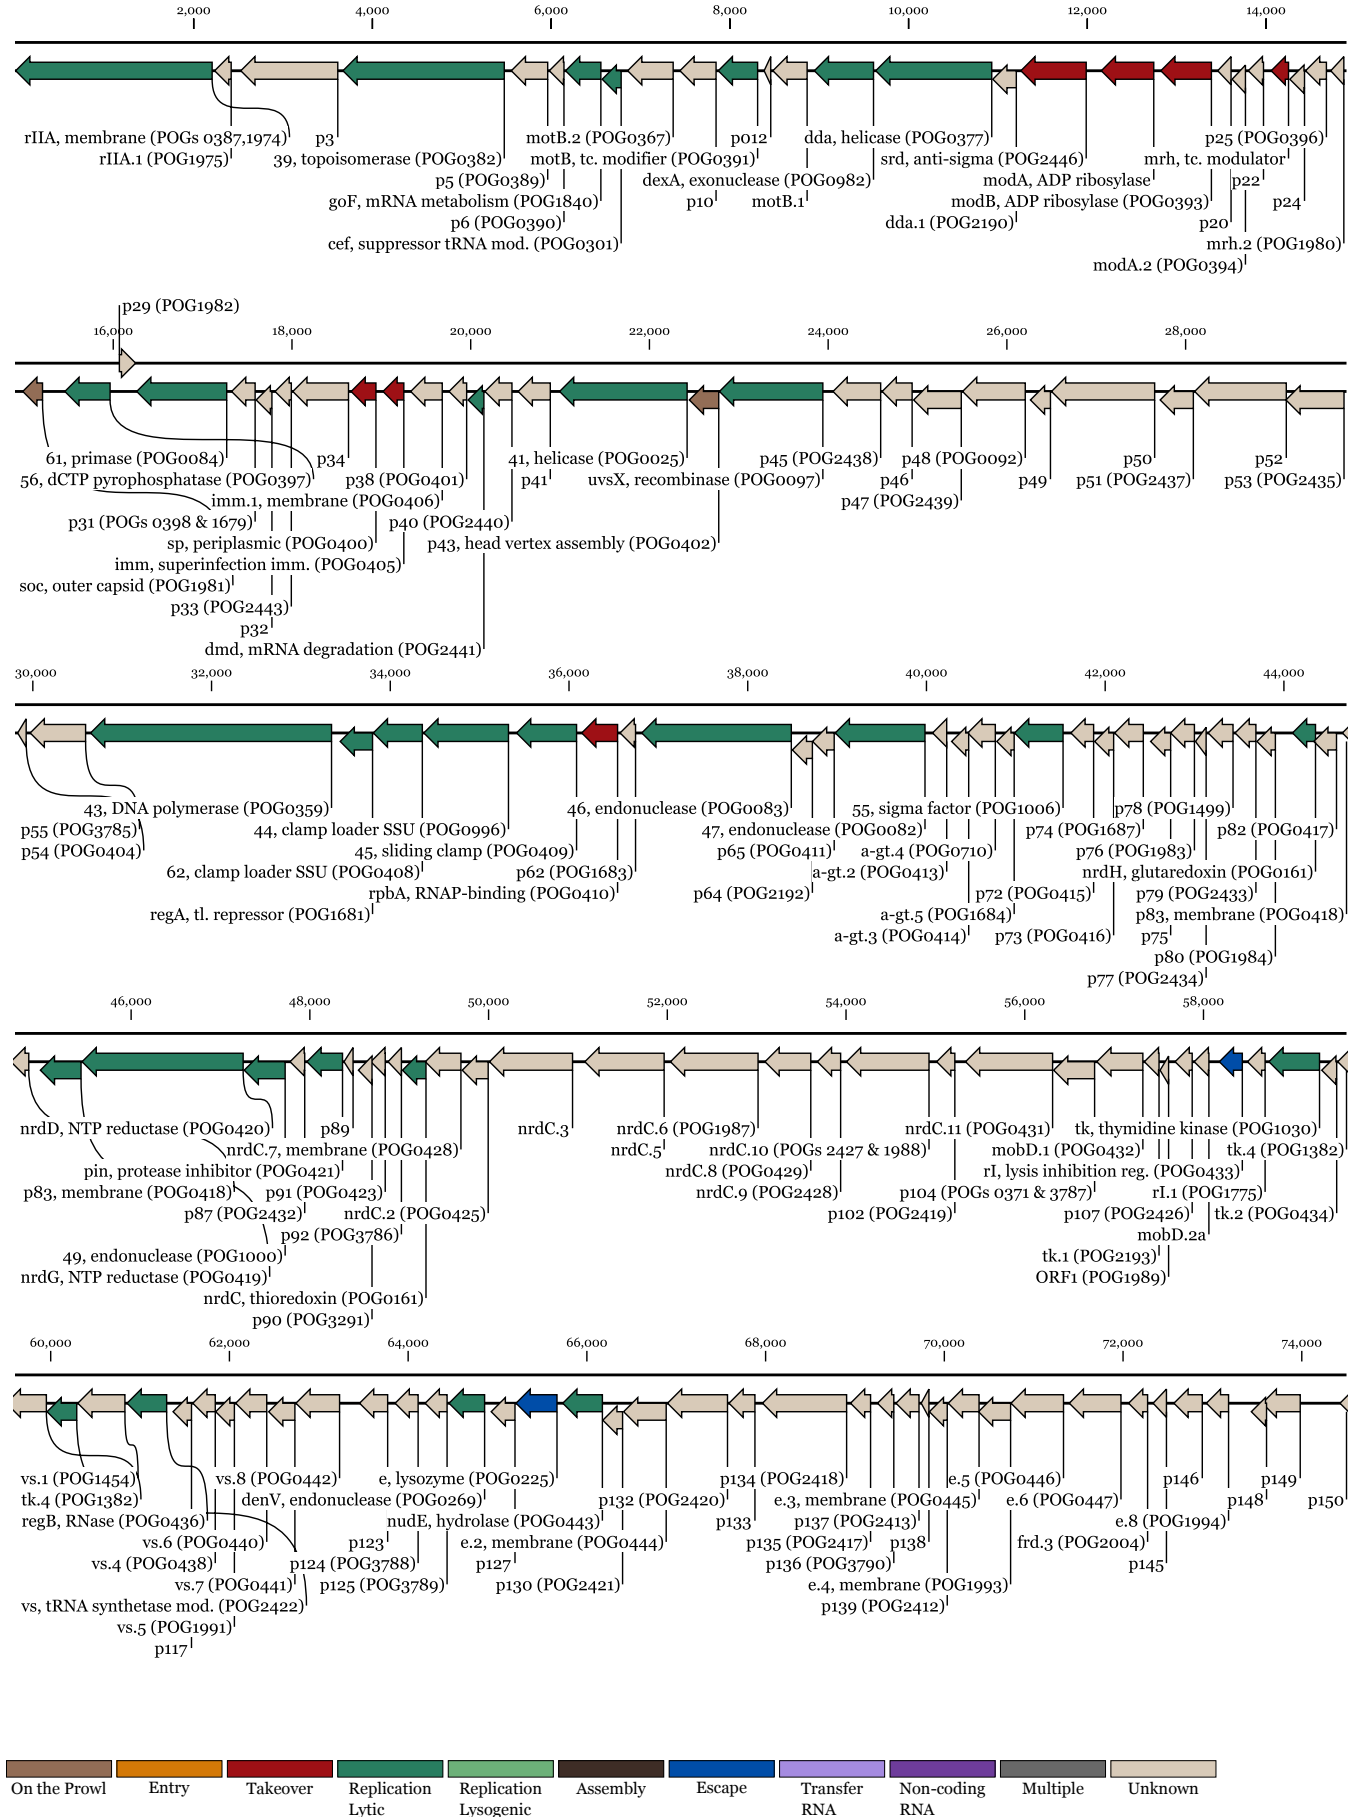 2,000 4,000 6,000 8,000 10,000 12,000 14,000
rIIA, membrane (POGs 0387,1974) p3 motB.2 (POG0367) p012 dda, helicase (POG0377) p25 (POG0396)
rIIA.1 (POG1975) 39, topoisomerase (POG0382) motB, tc. modifier (POG0391) srd, anti-sigma (POG2446) mrh, tc. modulator
p5 (POG0389) dexA, exonuclease (POG0982) modA, ADP ribosylase p22
goF, mRNA metabolism (POG1840) p10 motB.1 modB, ADP ribosylase (POG0393) p24
p6 (POG0390) dda.1 (POG2190) p20
cef, suppressor tRNA mod. (POG0301) mrh.2 (POG1980)
modA.2 (POG0394)
p29 (POG1982)
16,000 18,000 20,000 22,000 24,000 26,000 28,000
61, primase (POG0084) p34 41, helicase (POG0025) p45 (POG2438) p48 (POG0092) p50 p52
56, dCTP pyrophosphatase (POG0397) p38 (POG0401) p41 uvsX, recombinase (POG0097) p46 p49 p51 (POG2437) p53 (POG2435)
imm.1, membrane (POG0406) p47 (POG2439)
p31 (POGs 0398 & 1679) p40 (POG2440)
sp, periplasmic (POG0400) p43, head vertex assembly (POG0402)
imm, superinfection imm. (POG0405)
soc, outer capsid (POG1981)
p33 (POG2443)
p32
dmd, mRNA degradation (POG2441)
30,000 32,000 34,000 36,000 38,000 40,000 42,000 44,000
43, DNA polymerase (POG0359) 46, endonuclease (POG0083) 55, sigma factor (POG1006) p78 (POG1499)
p55 (POG3785) 44, clamp loader SSU (POG0996) 47, endonuclease (POG0082) p74 (POG1687) p82 (POG0417)
p54 (POG0404) 45, sliding clamp (POG0409) p65 (POG0411) a-gt.4 (POG0710) p76 (POG1983)
62, clamp loader SSU (POG0408) p62 (POG1683) a-gt.2 (POG0413) nrdH, glutaredoxin (POG0161)
rpbA, RNAP-binding (POG0410) p64 (POG2192) p72 (POG0415) p79 (POG2433)
regA, tl. repressor (POG1681) a-gt.5 (POG1684) p83, membrane (POG0418)
a-gt.3 (POG0414) p73 (POG0416) p75
p80 (POG1984)
p77 (POG2434)
46,000 48,000 50,000 52,000 54,000 56,000 58,000
nrdD, NTP reductase (POG0420) p89 nrdC.3 nrdC.6 (POG1987) nrdC.11 (POG0431) tk, thymidine kinase (POG1030)
nrdC.7, membrane (POG0428) nrdC.5 nrdC.10 (POGs 2427 & 1988) mobD.1 (POG0432) tk.4 (POG1382)
pin, protease inhibitor (POG0421) nrdC.8 (POG0429) rI, lysis inhibition reg. (POG0433)
p83, membrane (POG0418) p91 (POG0423) nrdC.9 (POG2428) p104 (POGs 0371 & 3787) rI.1 (POG1775)
p87 (POG2432) nrdC.2 (POG0425) p102 (POG2419) p107 (POG2426) tk.2 (POG0434)
p92 (POG3786) mobD.2a
49, endonuclease (POG1000) tk.1 (POG2193)
nrdG, NTP reductase (POG0419) ORF1 (POG1989)
nrdC, thioredoxin (POG0161)
p90 (POG3291)
60,000 62,000 64,000 66,000 68,000 70,000 72,000 74,000
vs.1 (POG1454) vs.8 (POG0442) e, lysozyme (POG0225) p134 (POG2418) e.5 (POG0446) p146 p149
tk.4 (POG1382) denV, endonuclease (POG0269) p132 (POG2420) e.3, membrane (POG0445) e.6 (POG0447) p148 p150
regB, RNase (POG0436) nudE, hydrolase (POG0443) p133 p137 (POG2413) e.8 (POG1994)
vs.6 (POG0440) p123 e.2, membrane (POG0444) p135 (POG2417) p138 frd.3 (POG2004)
vs.4 (POG0438) p124 (POG3788) p127 p136 (POG3790) p145
vs.7 (POG0441) p125 (POG3789) p130 (POG2421) e.4, membrane (POG1993)
vs, tRNA synthetase mod. (POG2422) p139 (POG2412)
vs.5 (POG1991)
p117
On the Prowl Entry Takeover Replication Lytic Replication Lysogenic Assembly Escape Transfer RNA Non-coding RNA Multiple Unknown